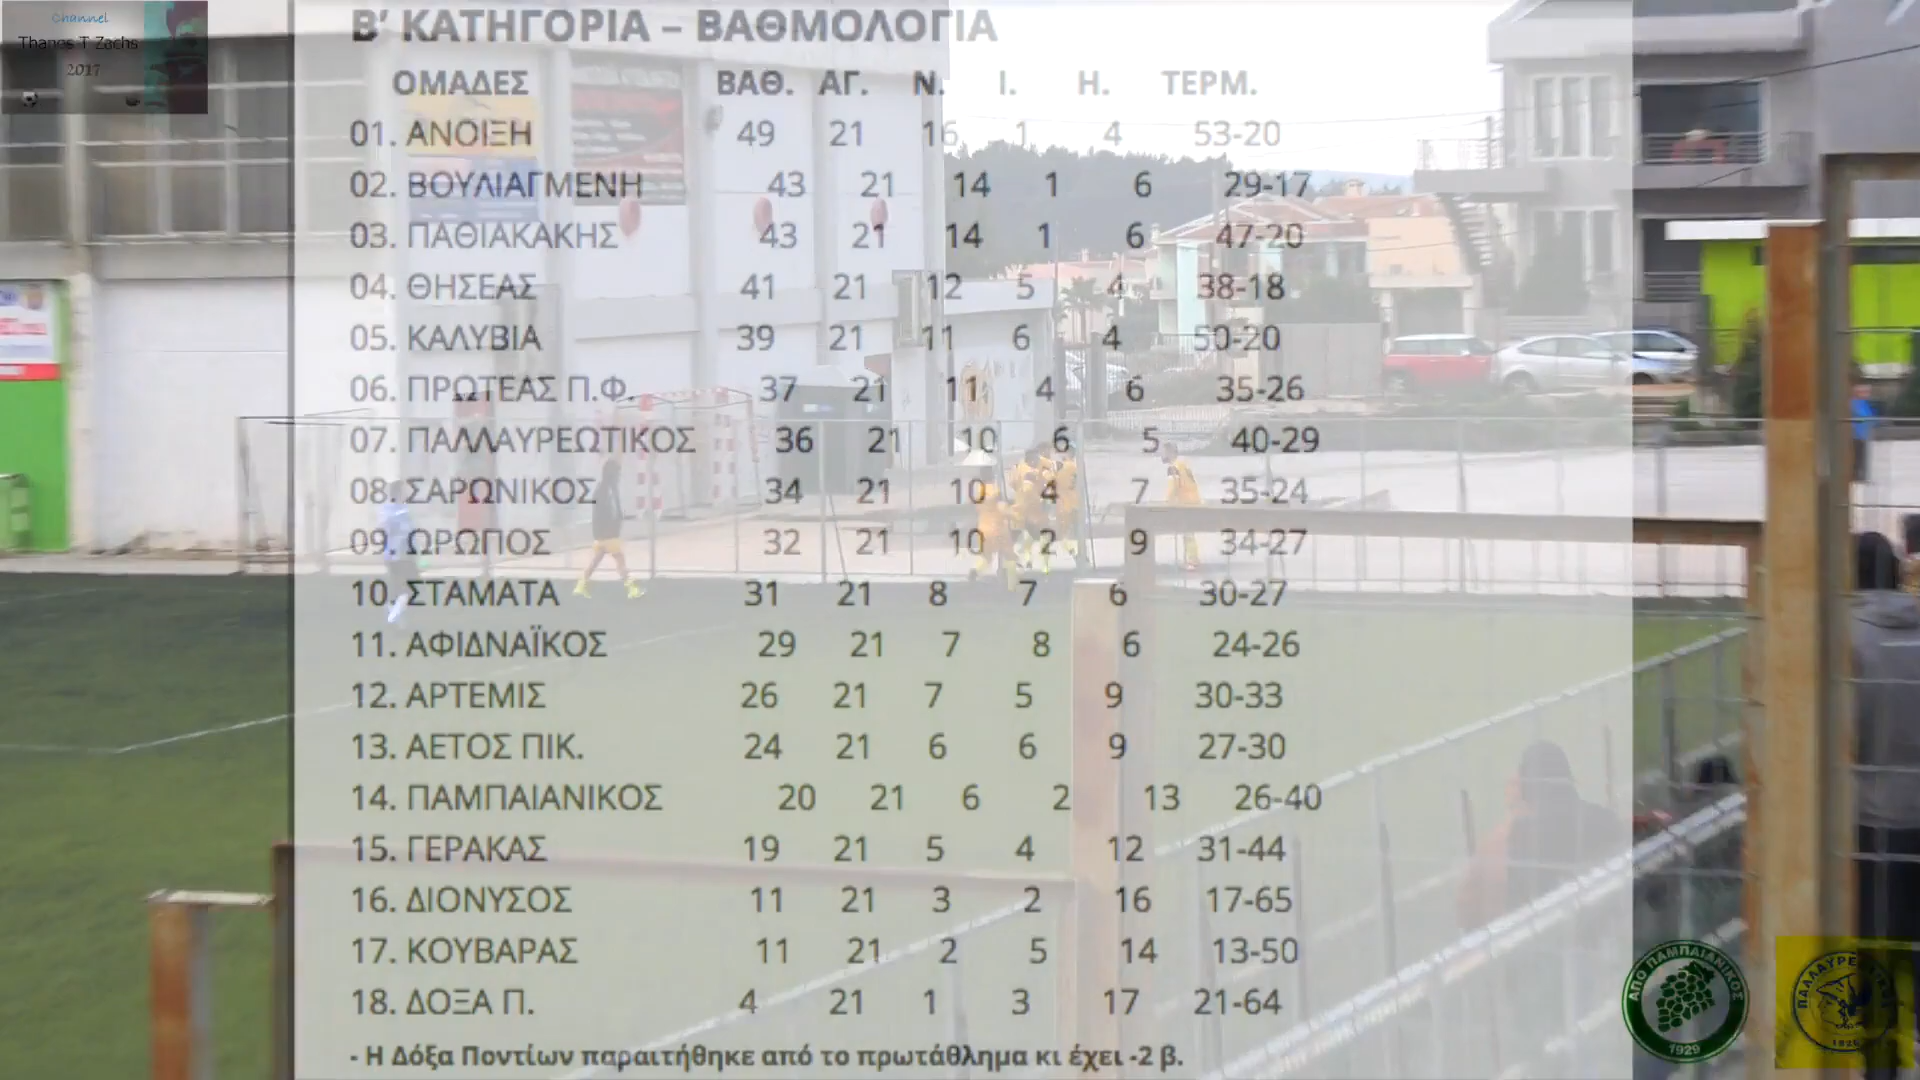 Channel
Thanos T Zachs
2017
Β' ΚΑΤΗΓΟΡΙΑ – ΒΑΘΜΟΛΟΓΙΑ
ΟΜΑΔΕΣ ΒΑΘ. ΑΓ. Ν. Ι. Η. ΤΕΡΜ.
01. ΑΝΟΙΞΗ 49 21 16 1 4 53-20
02. ΒΟΥΛΙΑΓΜΕΝΗ 43 21 14 1 6 29-17
03. ΠΑΘΙΑΚΑΚΗΣ 43 21 14 1 6 47-20
04. ΘΗΣΕΑΣ 41 21 12 5 4 38-18
05. ΚΑΛΥΒΙΑ 39 21 11 6 4 50-20
06. ΠΡΩΤΕΑΣ Π.Φ. 37 21 11 4 6 35-26
07. ΠΑΛΛΑΥΡΕΩΤΙΚΟΣ 36 21 10 6 5 40-29
08. ΣΑΡΩΝΙΚΟΣ 34 21 10 4 7 35-24
09. ΩΡΩΠΟΣ 32 21 10 2 9 34-27
10. ΣΤΑΜΑΤΑ 31 21 8 7 6 30-27
11. ΑΦΙΔΝΑΪΚΟΣ 29 21 7 8 6 24-26
12. ΑΡΤΕΜΙΣ 26 21 7 5 9 30-33
13. ΑΕΤΟΣ ΠΙΚ. 24 21 6 6 9 27-30
14. ΠΑΜΠΑΙΑΝΙΚΟΣ 20 21 6 2 13 26-40
15. ΓΕΡΑΚΑΣ 19 21 5 4 12 31-44
16. ΔΙΟΝΥΣΟΣ 11 21 3 2 16 17-65
17. ΚΟΥΒΑΡΑΣ 11 21 2 5 14 13-50
18. ΔΟΞΑ Π. 4 21 1 3 17 21-64
- Η Δόξα Ποντίων παραιτήθηκε από το πρωτάθλημα κι έχει -2 β.
ΑΠΟ ΠΑΜΠΑΙΑΝΙΚΟΣ
1929